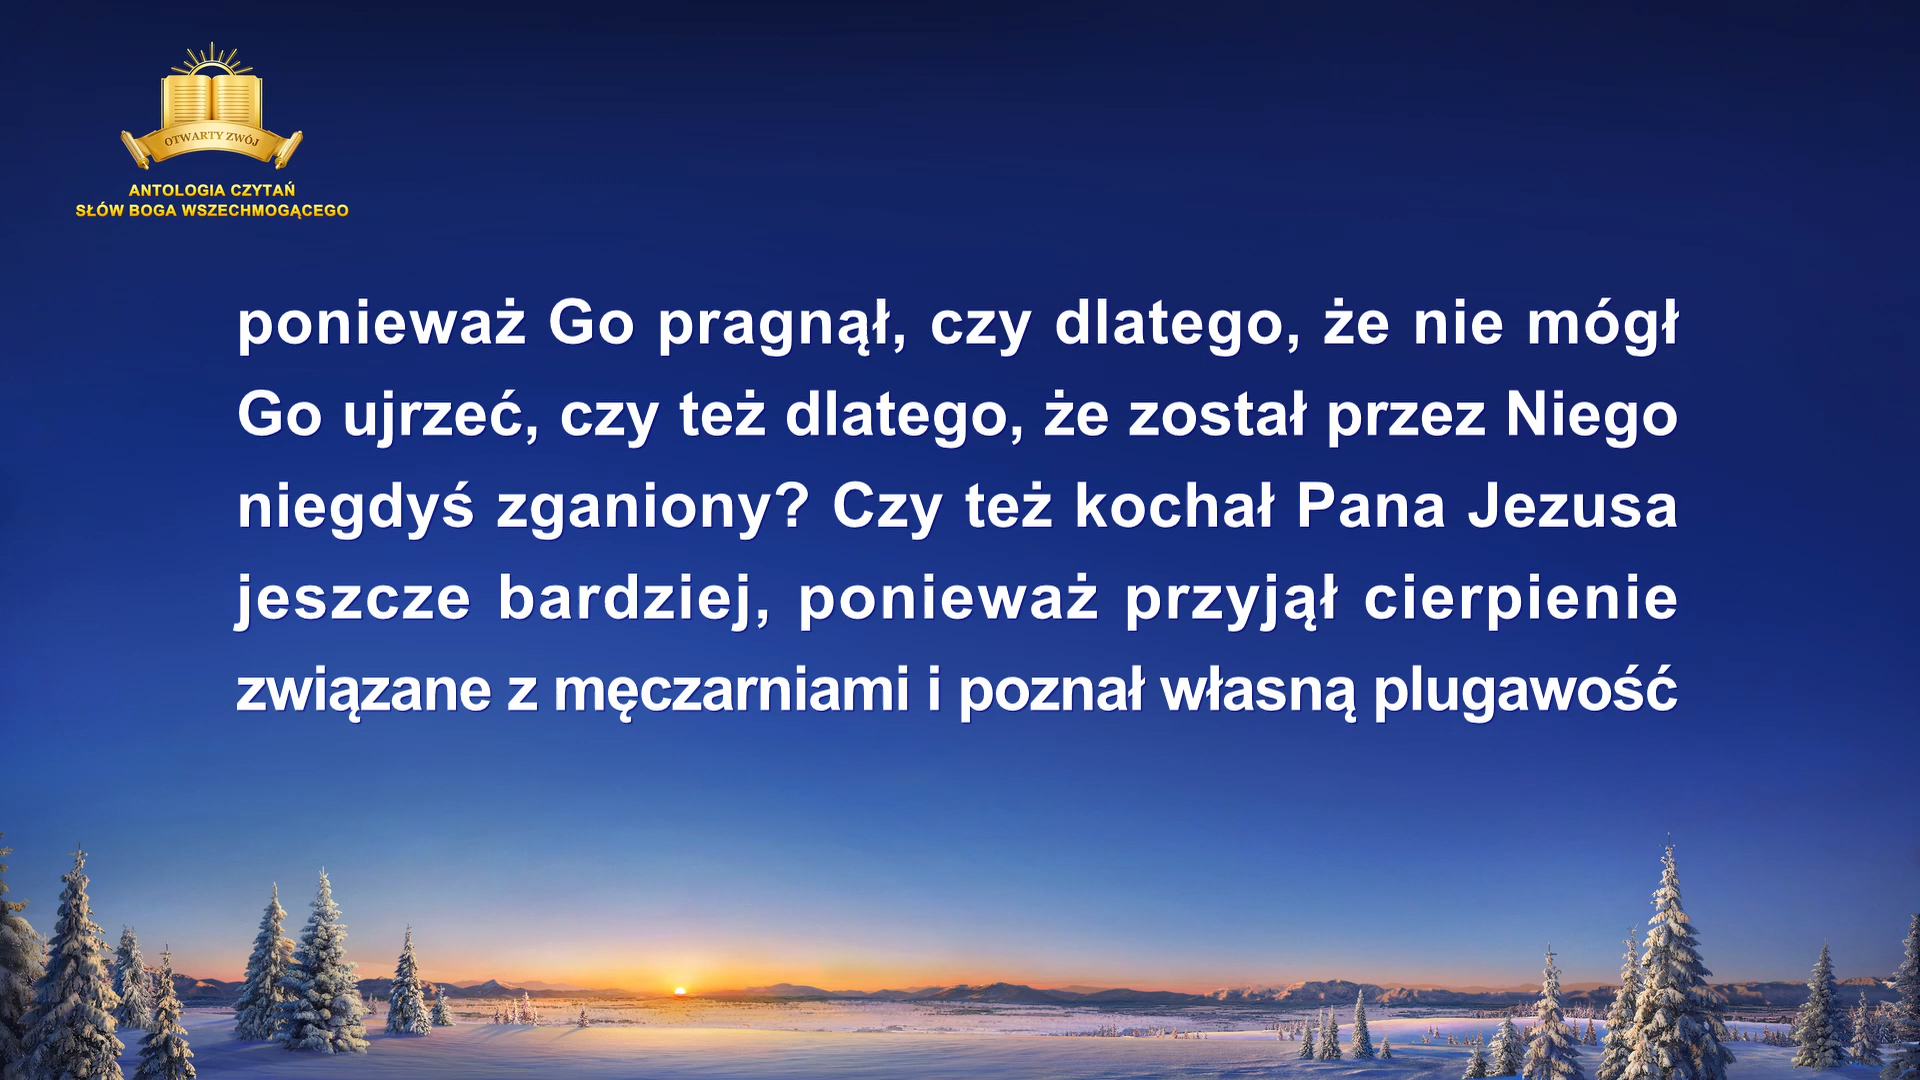 OTWARTY ZWÓJ
ANTOLOGIA CZYTAŃ
SŁÓW BOGA WSZECHMOGĄCEGO
ponieważ Go pragnął, czy dlatego, że nie mógł
Go ujrzeć, czy też dlatego, że został przez Niego
niegdyś zganiony? Czy też kochał Pana Jezusa
jeszcze bardziej, ponieważ przyjął cierpienie
związane z męczarniami i poznał własną plugawość